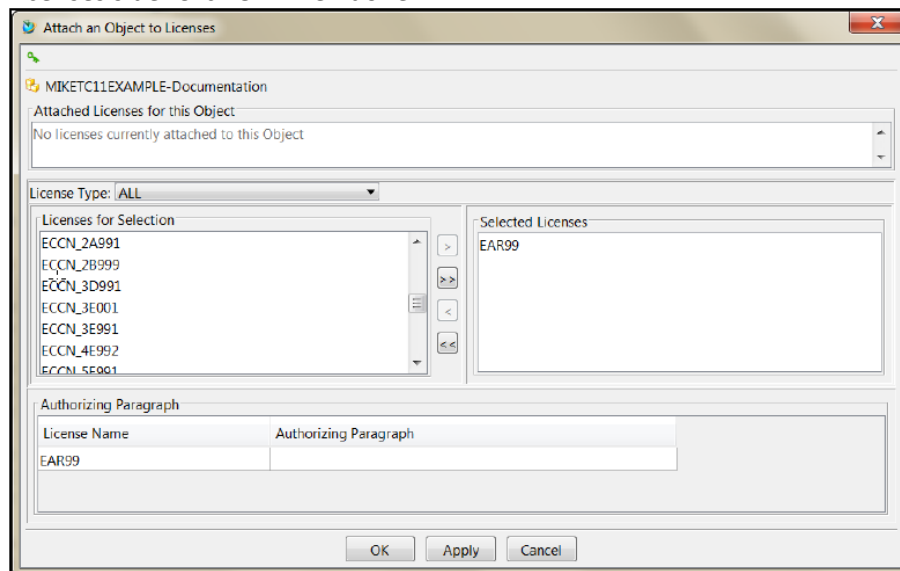 Attach an Object to Licenses
X
MIKETC11EXAMPLE-Documentation
Attached Licenses for this Object
No licenses currently attached to this Object
License Type: ALL
Licenses for Selection
ECCN_2A991
ECCN_2B999
ECCN_3D991
ECCN_3E001
ECCN_3E991
ECCN_4E992
ECCN_5E991
>
>>
<
<<
Selected Licenses
EAR99
Authorizing Paragraph
License Name Authorizing Paragraph
EAR99
OK Apply Cancel